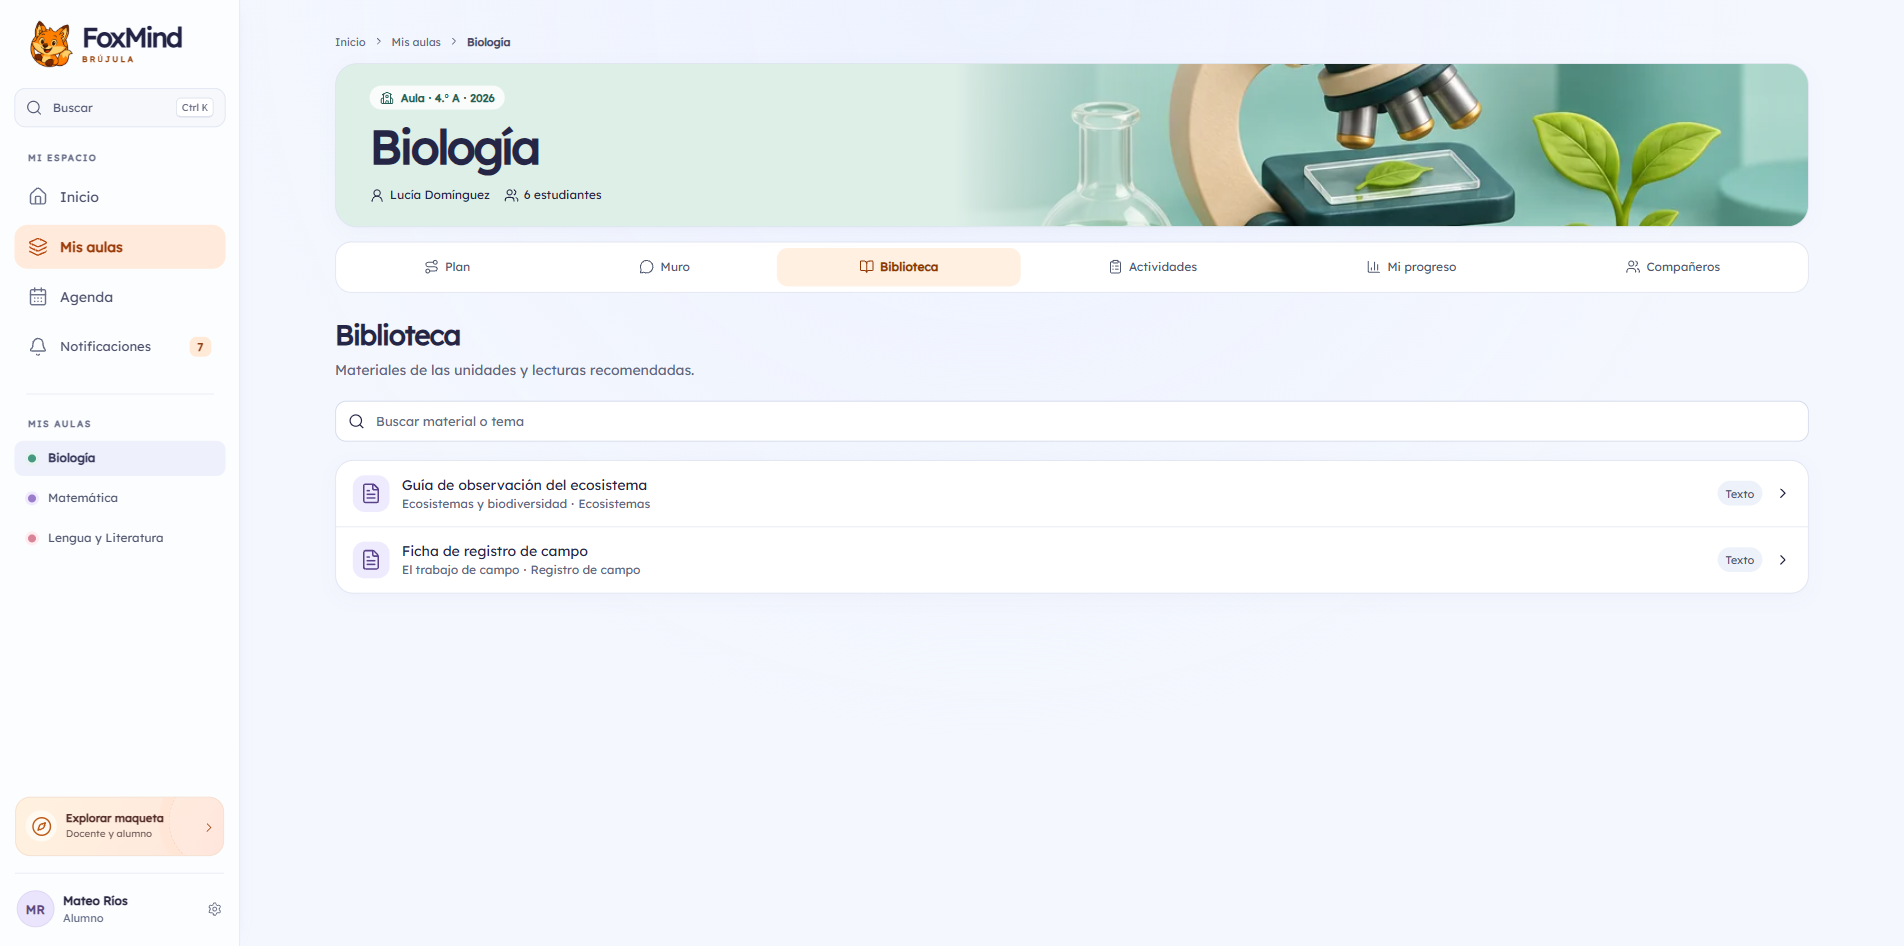 FoxMind
BRÚJULA
Buscar
Ctrl K
MI ESPACIO
Inicio
Mis aulas
Agenda
Notificaciones
7
MIS AULAS
Biología
Matemática
Lengua y Literatura
Explorar maqueta
Docente y alumno
MR
Mateo Ríos
Alumno
Inicio > Mis aulas > Biología
Aula · 4.º A · 2026
Biología
Lucía Domínguez 6 estudiantes
Plan
Muro
Biblioteca
Actividades
Mi progreso
Compañeros
Biblioteca
Materiales de las unidades y lecturas recomendadas.
Buscar material o tema
Guía de observación del ecosistema
Ecosistemas y biodiversidad · Ecosistemas
Texto
Ficha de registro de campo
El trabajo de campo · Registro de campo
Texto